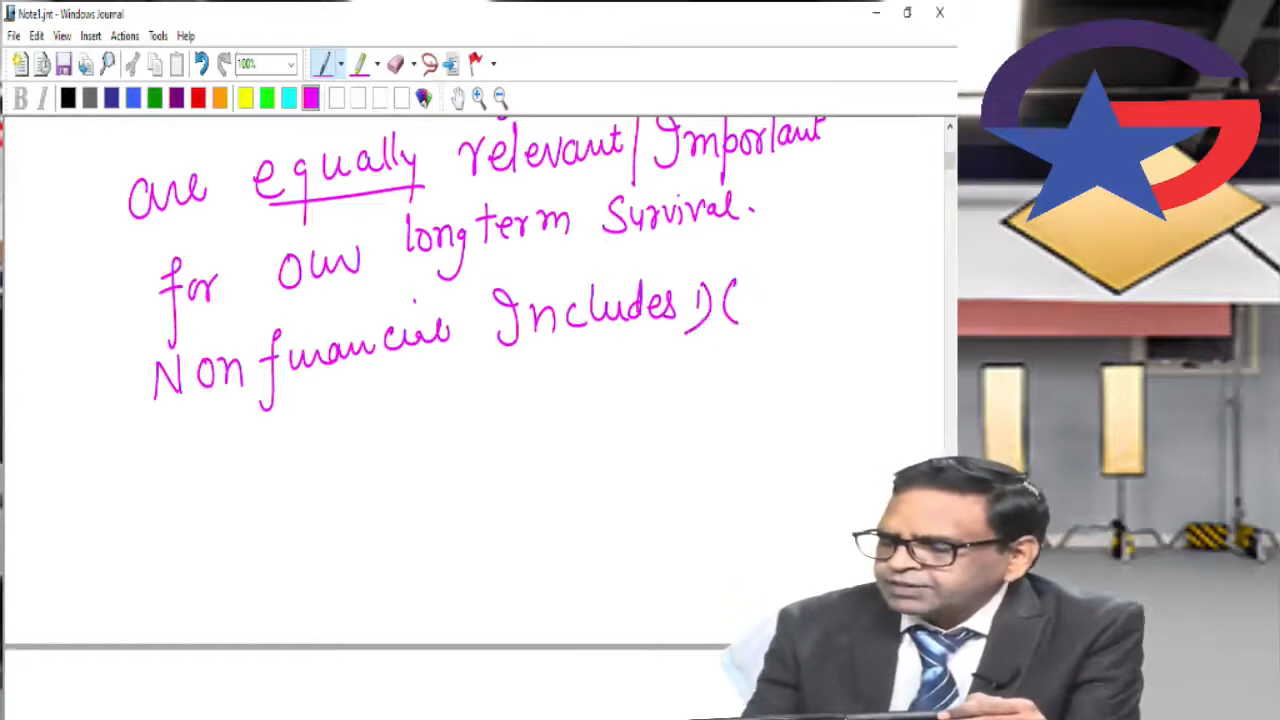 Note1.jnt - Windows Journal
File Edit View Insert Actions Tools Help
100%
B I
are equally relevant/Important
for our long term Survival.
Non financial Includes 1) (